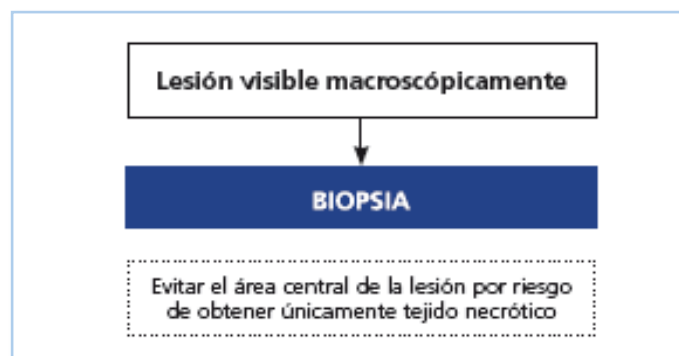 Lesión visible macroscópicamente
BIOPSIA
Evitar el área central de la lesión por riesgo
de obtener únicamente tejido necrótico